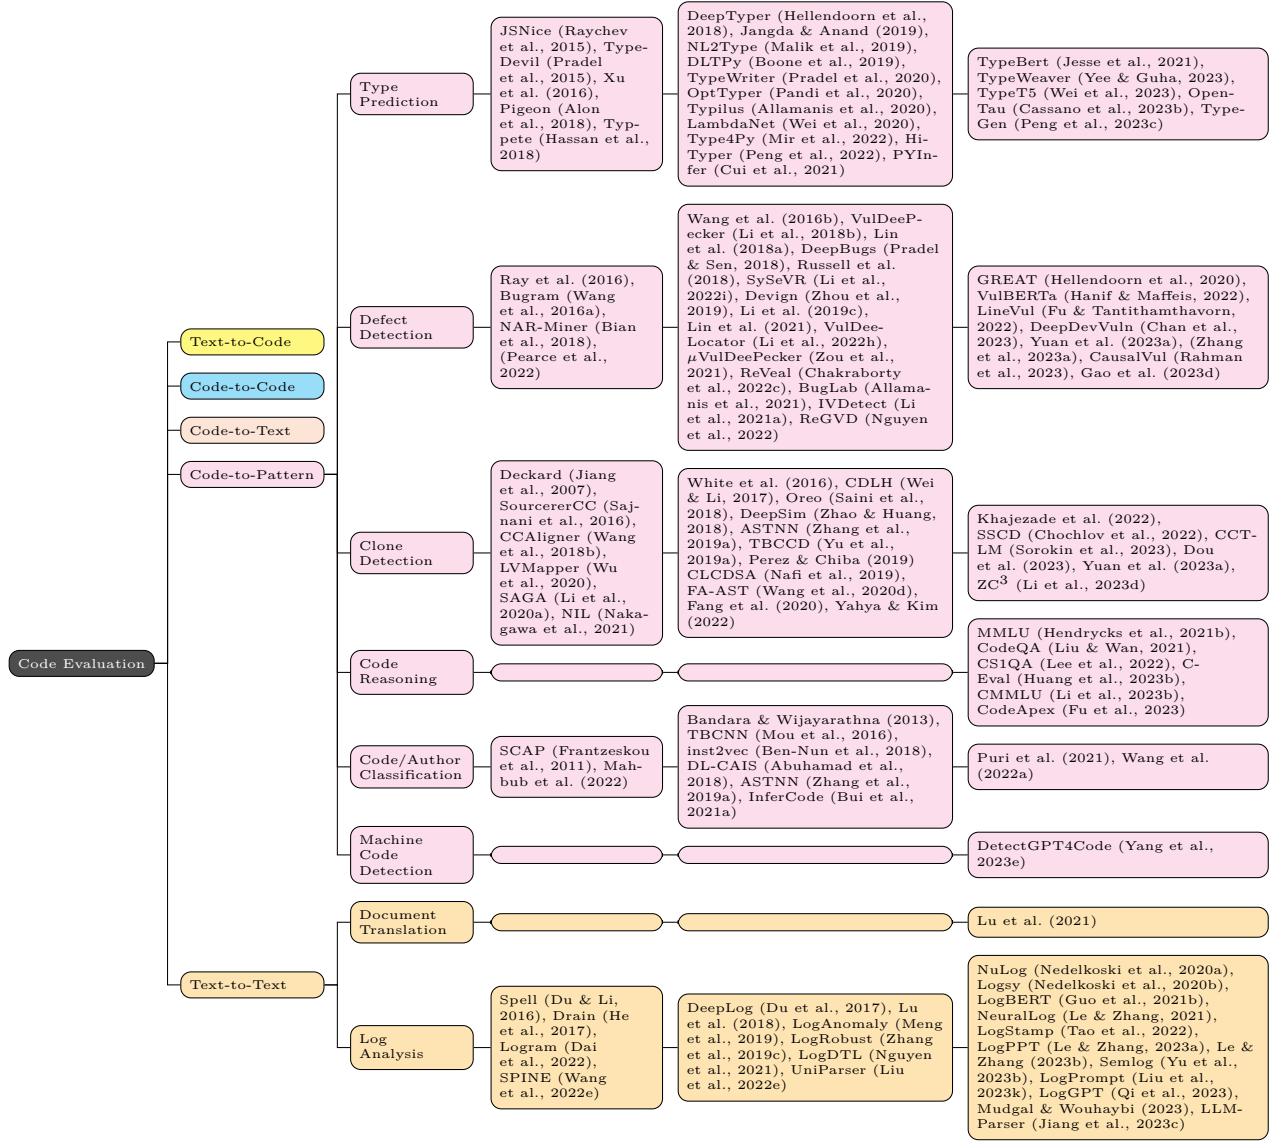 Code Evaluation
Text-to-Code
Code-to-Code
Code-to-Text
Code-to-Pattern
Type
Prediction
JSNice (Raychev
et al., 2015), Type-
Devil (Pradel
et al., 2015), Xu
et al. (2016),
Pigeon (Alon
et al., 2018), Typ-
pete (Hassan et al.,
2018)
DeepTyper (Hellendoorn et al.,
2018), Jangda & Anand (2019),
NL2Type (Malik et al., 2019),
DLTPy (Boone et al., 2019),
TypeWriter (Pradel et al., 2020),
OptTyper (Pandi et al., 2020),
Typilus (Allamanis et al., 2020),
LambdaNet (Wei et al., 2020),
Type4Py (Mir et al., 2022), Hi-
Typer (Peng et al., 2022), PYIn-
fer (Cui et al., 2021)
TypeBert (Jesse et al., 2021),
TypeWeaver (Yee & Guha, 2023),
TypeT5 (Wei et al., 2023), Open-
Tau (Cassano et al., 2023b), Type-
Gen (Peng et al., 2023c)
Defect
Detection
Ray et al. (2016),
Bugram (Wang
et al., 2016a),
NAR-Miner (Bian
et al., 2018),
(Pearce et al.,
2022)
Wang et al. (2016b), VulDeeP-
ecker (Li et al., 2018b), Lin
et al. (2018a), DeepBugs (Pradel
& Sen, 2018), Russell et al.
(2018), SySeVR (Li et al.,
2022i), Devign (Zhou et al.,
2019), Li et al. (2019c),
Lin et al. (2021), VulDee-
Locator (Li et al., 2022h),
μVulDeePecker (Zou et al.,
2021), ReVeal (Chakraborty
et al., 2022c), BugLab (Allama-
nis et al., 2021), IVDetect (Li
et al., 2021a), ReGVD (Nguyen
et al., 2022)
GREAT (Hellendoorn et al., 2020),
VulBERTa (Hanif & Maffeis, 2022),
LineVul (Fu & Tantithamthavorn,
2022), DeepDevVuln (Chan et al.,
2023), Yuan et al. (2023a), (Zhang
et al., 2023a), CausalVul (Rahman
et al., 2023), Gao et al. (2023d)
Clone
Detection
Deckard (Jiang
et al., 2007),
SourcererCC (Saj-
nani et al., 2016),
CCAligner (Wang
et al., 2018b),
LVMapper (Wu
et al., 2020),
SAGA (Li et al.,
2020a), NIL (Naka-
gawa et al., 2021)
White et al. (2016), CDLH (Wei
& Li, 2017), Oreo (Saini et al.,
2018), DeepSim (Zhao & Huang,
2018), ASTNN (Zhang et al.,
2019a), TBCCD (Yu et al.,
2019a), Perez & Chiba (2019)
CLCDSA (Nafi et al., 2019),
FA-AST (Wang et al., 2020d),
Fang et al. (2020), Yahya & Kim
(2022)
Khajezade et al. (2022),
SSCD (Chochlov et al., 2022), CCT-
LM (Sorokin et al., 2023), Dou
et al. (2023), Yuan et al. (2023a),
ZC³ (Li et al., 2023d)
Code
Reasoning
MMLU (Hendrycks et al., 2021b),
CodeQA (Liu & Wan, 2021),
CS1QA (Lee et al., 2022), C-
Eval (Huang et al., 2023b),
CMMLU (Li et al., 2023b),
CodeApex (Fu et al., 2023)
Code/Author
Classification
SCAP (Frantzeskou
et al., 2011), Mah-
bub et al. (2022)
Bandara & Wijayarathna (2013),
TBCNN (Mou et al., 2016),
inst2vec (Ben-Nun et al., 2018),
DL-CAIS (Abuhamad et al.,
2018), ASTNN (Zhang et al.,
2019a), InferCode (Bui et al.,
2021a)
Puri et al. (2021), Wang et al.
(2022a)
Machine
Code
Detection
DetectGPT4Code (Yang et al.,
2023e)
Text-to-Text
Document
Translation
Lu et al. (2021)
Log
Analysis
Spell (Du & Li,
2016), Drain (He
et al., 2017),
Logram (Dai
et al., 2022),
SPINE (Wang
et al., 2022e)
DeepLog (Du et al., 2017), Lu
et al. (2018), LogAnomaly (Meng
et al., 2019), LogRobust (Zhang
et al., 2019c), LogDTL (Nguyen
et al., 2021), UniParser (Liu
et al., 2022e)
NuLog (Nedelkoski et al., 2020a),
Logsy (Nedelkoski et al., 2020b),
LogBERT (Guo et al., 2021b),
NeuralLog (Le & Zhang, 2021),
LogStamp (Tao et al., 2022),
LogPPT (Le & Zhang, 2023a), Le &
Zhang (2023b), Semlog (Yu et al.,
2023b), LogPrompt (Liu et al.,
2023k), LogGPT (Qi et al., 2023),
Mudgal & Wouhaybi (2023), LLM-
Parser (Jiang et al., 2023c)